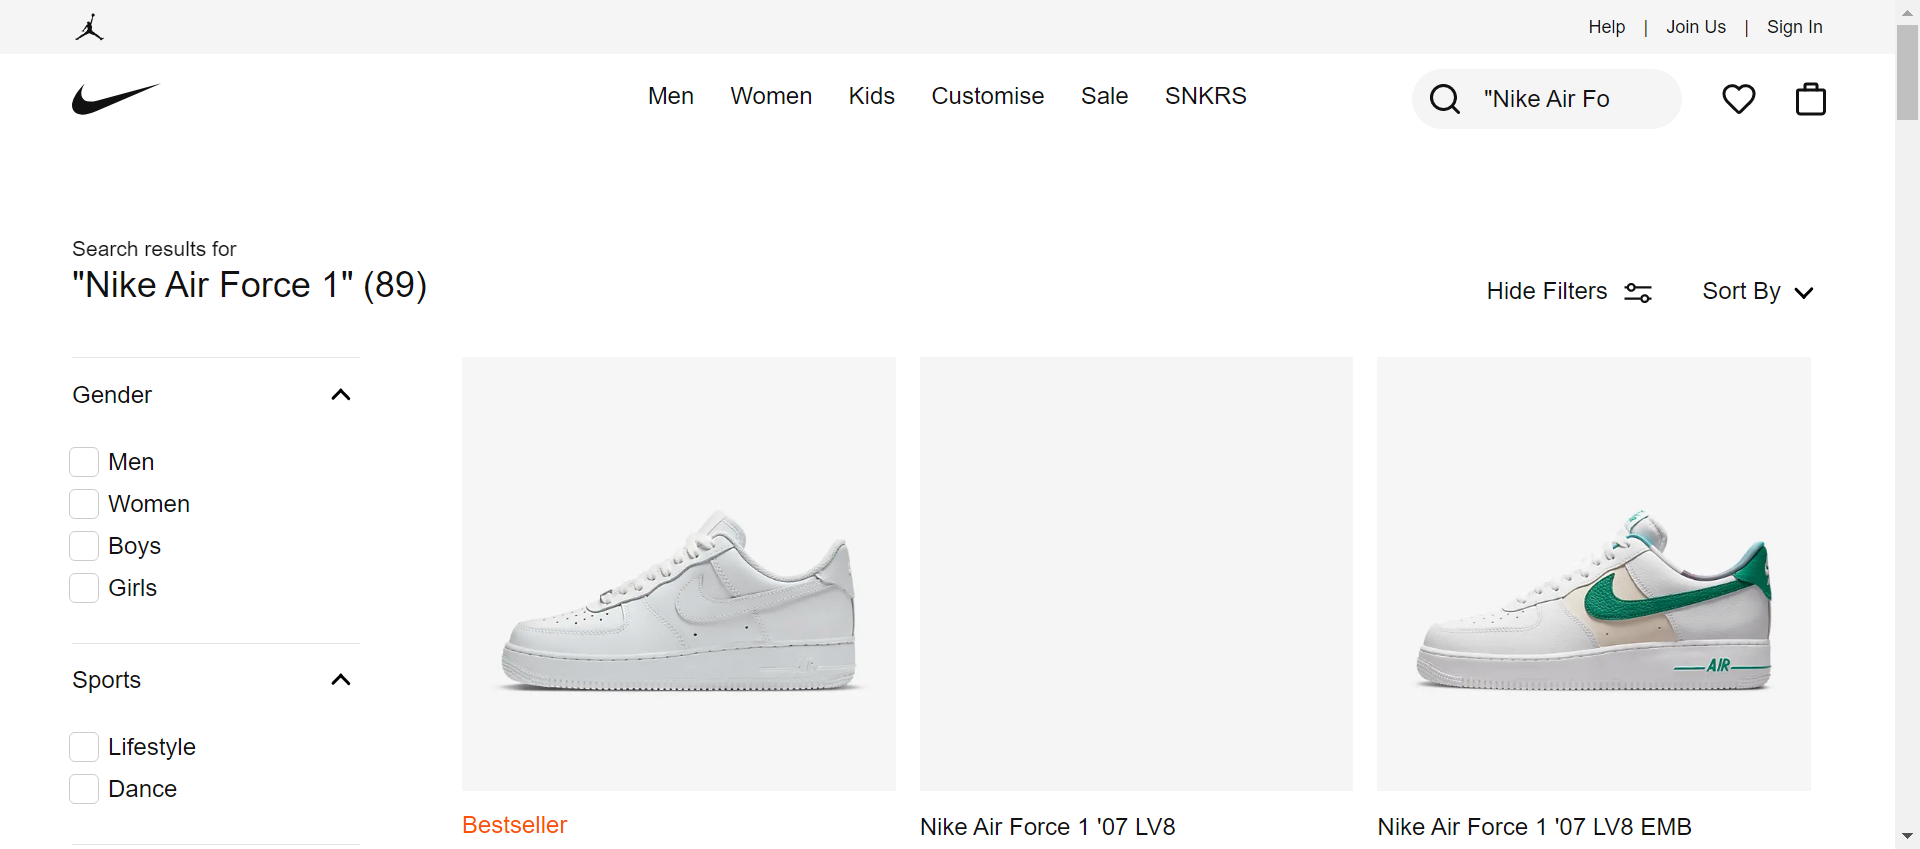 Help | Join Us | Sign In
Men Women Kids Customise Sale SNKRS "Nike Air Fo
Search results for
"Nike Air Force 1" (89)
Hide Filters Sort By
Gender
Men
Women
Boys
Girls
Sports
Lifestyle
Dance
AIR
Bestseller
Nike Air Force 1 '07 LV8
Nike Air Force 1 '07 LV8 EMB